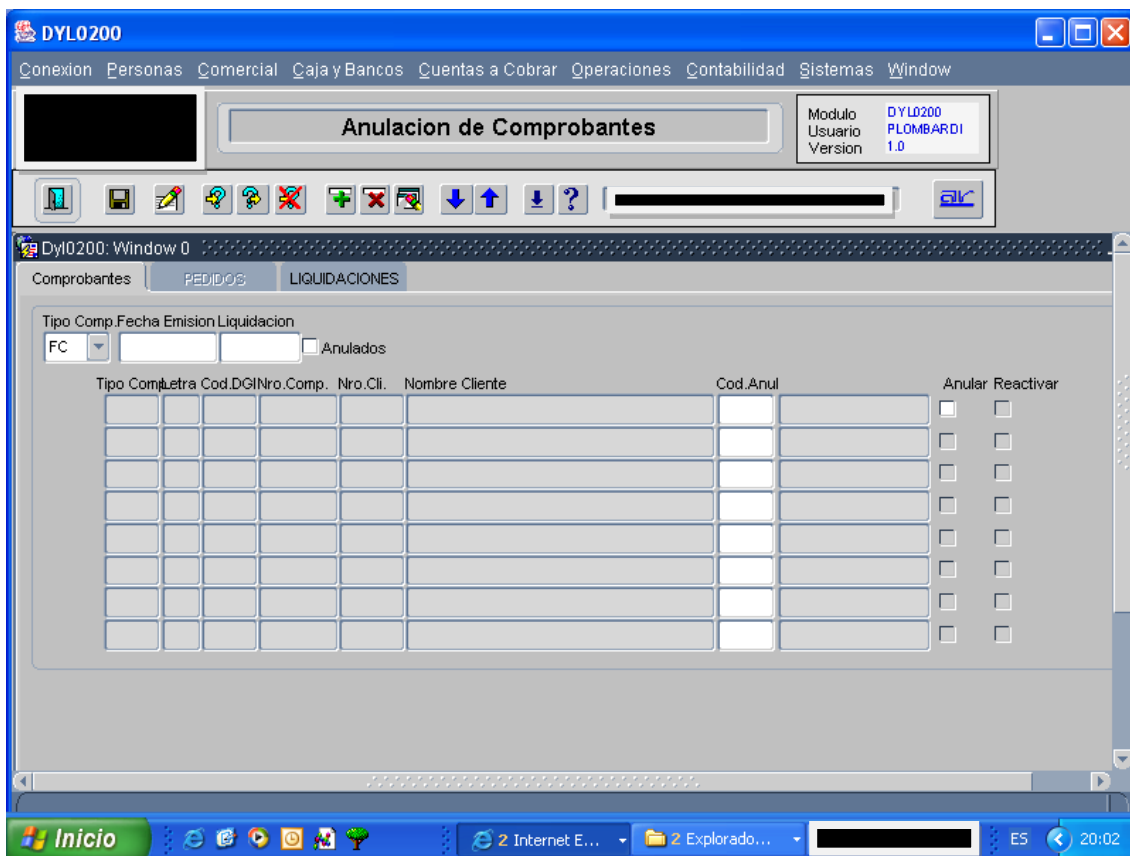 DYL0200
Conexion Personas Comercial Caja y Bancos Cuentas a Cobrar Operaciones Contabilidad Sistemas Window
Anulacion de Comprobantes
Modulo DYL0200
Usuario PLOMBARDI
Version 1.0
Dyl0200: Window 0
Comprobantes PEDIDOS LIQUIDACIONES
Tipo Comp. Fecha Emision Liquidacion
FC Anulados
Tipo Comp Letra Cod.DGI Nro.Comp. Nro.Cli. Nombre Cliente Cod.Anul Anular Reactivar
Inicio 2 Internet E... 2 Explorado... ES 20:02